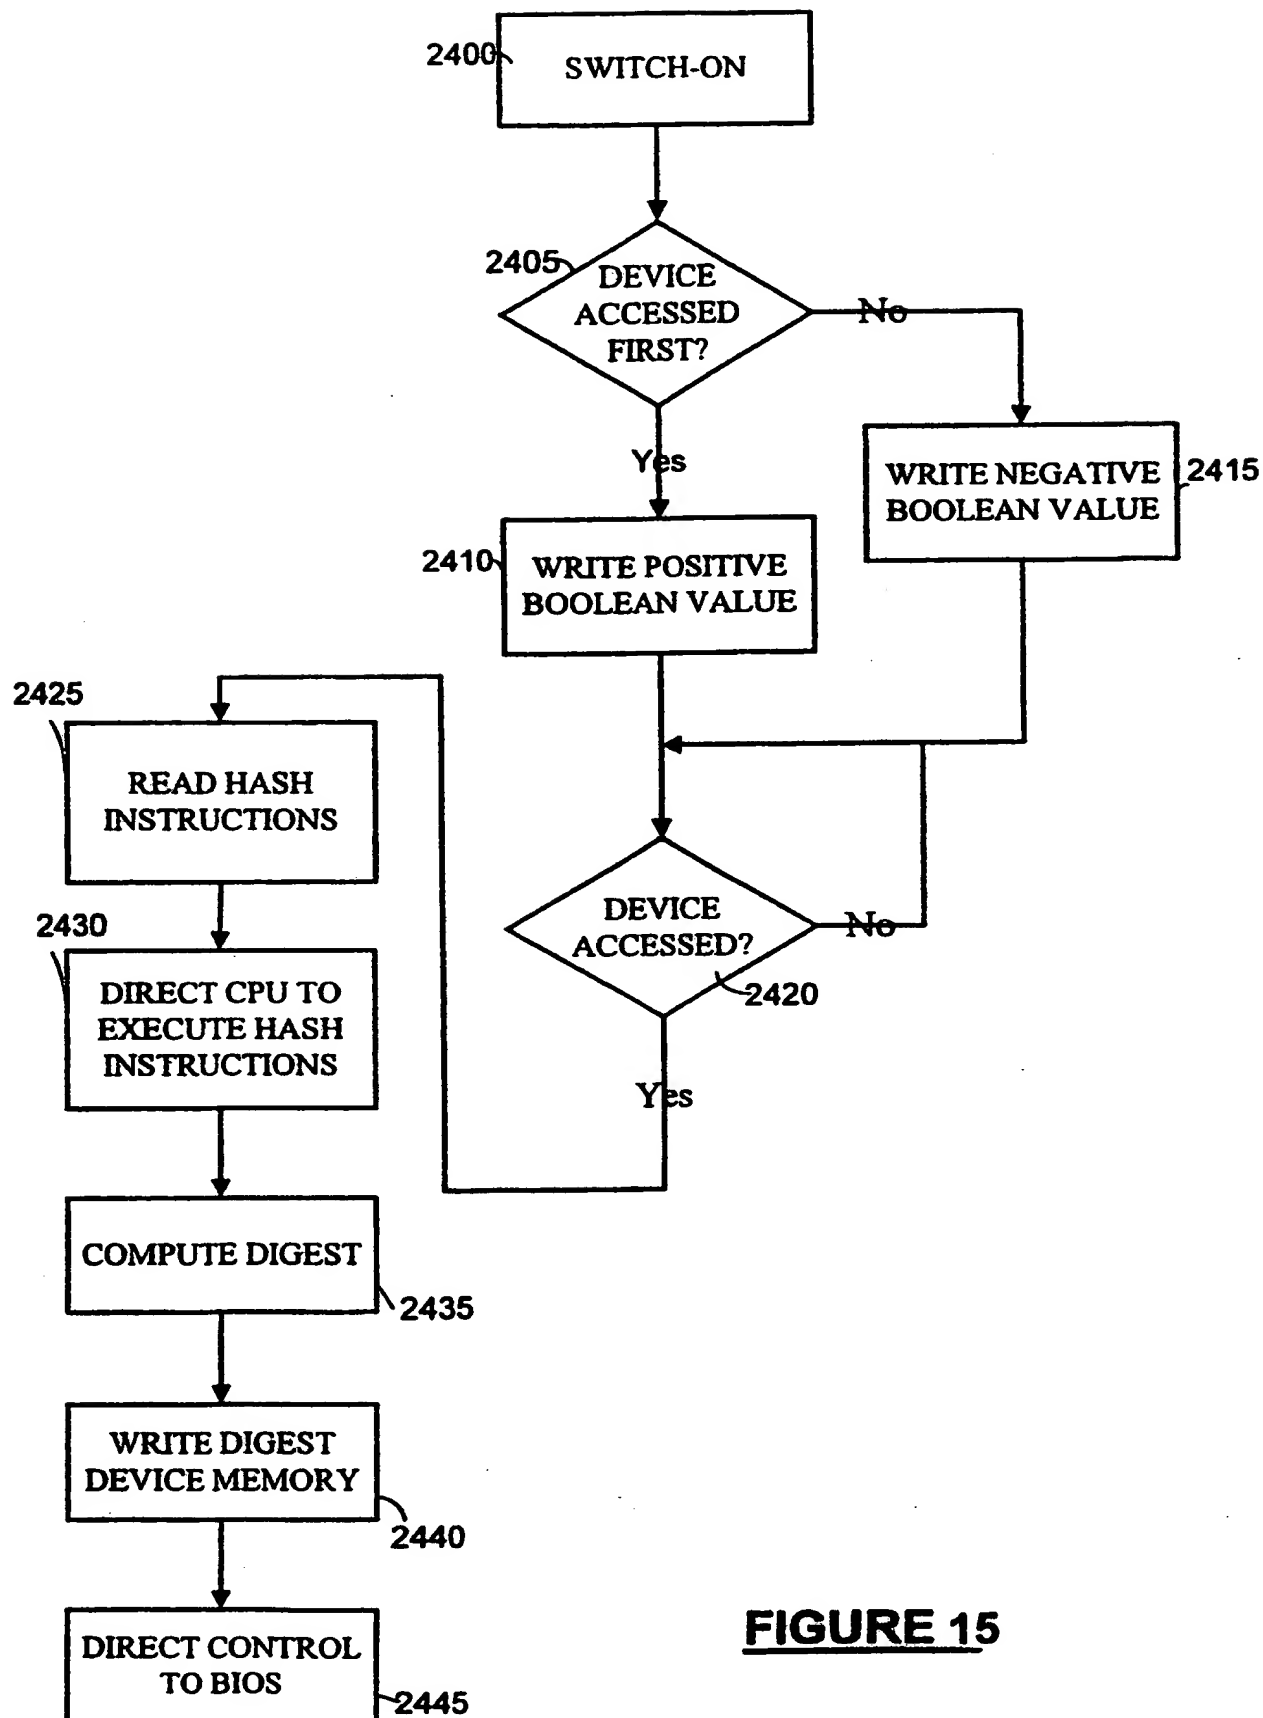 2400
SWITCH-ON
2405
DEVICE
ACCESSED
FIRST?
No
Yes
WRITE NEGATIVE
BOOLEAN VALUE
2415
2410
WRITE POSITIVE
BOOLEAN VALUE
2425
READ HASH
INSTRUCTIONS
DEVICE
ACCESSED?
No
2420
Yes
2430
DIRECT CPU TO
EXECUTE HASH
INSTRUCTIONS
COMPUTE DIGEST
2435
WRITE DIGEST
DEVICE MEMORY
2440
DIRECT CONTROL
TO BIOS
2445
FIGURE 15